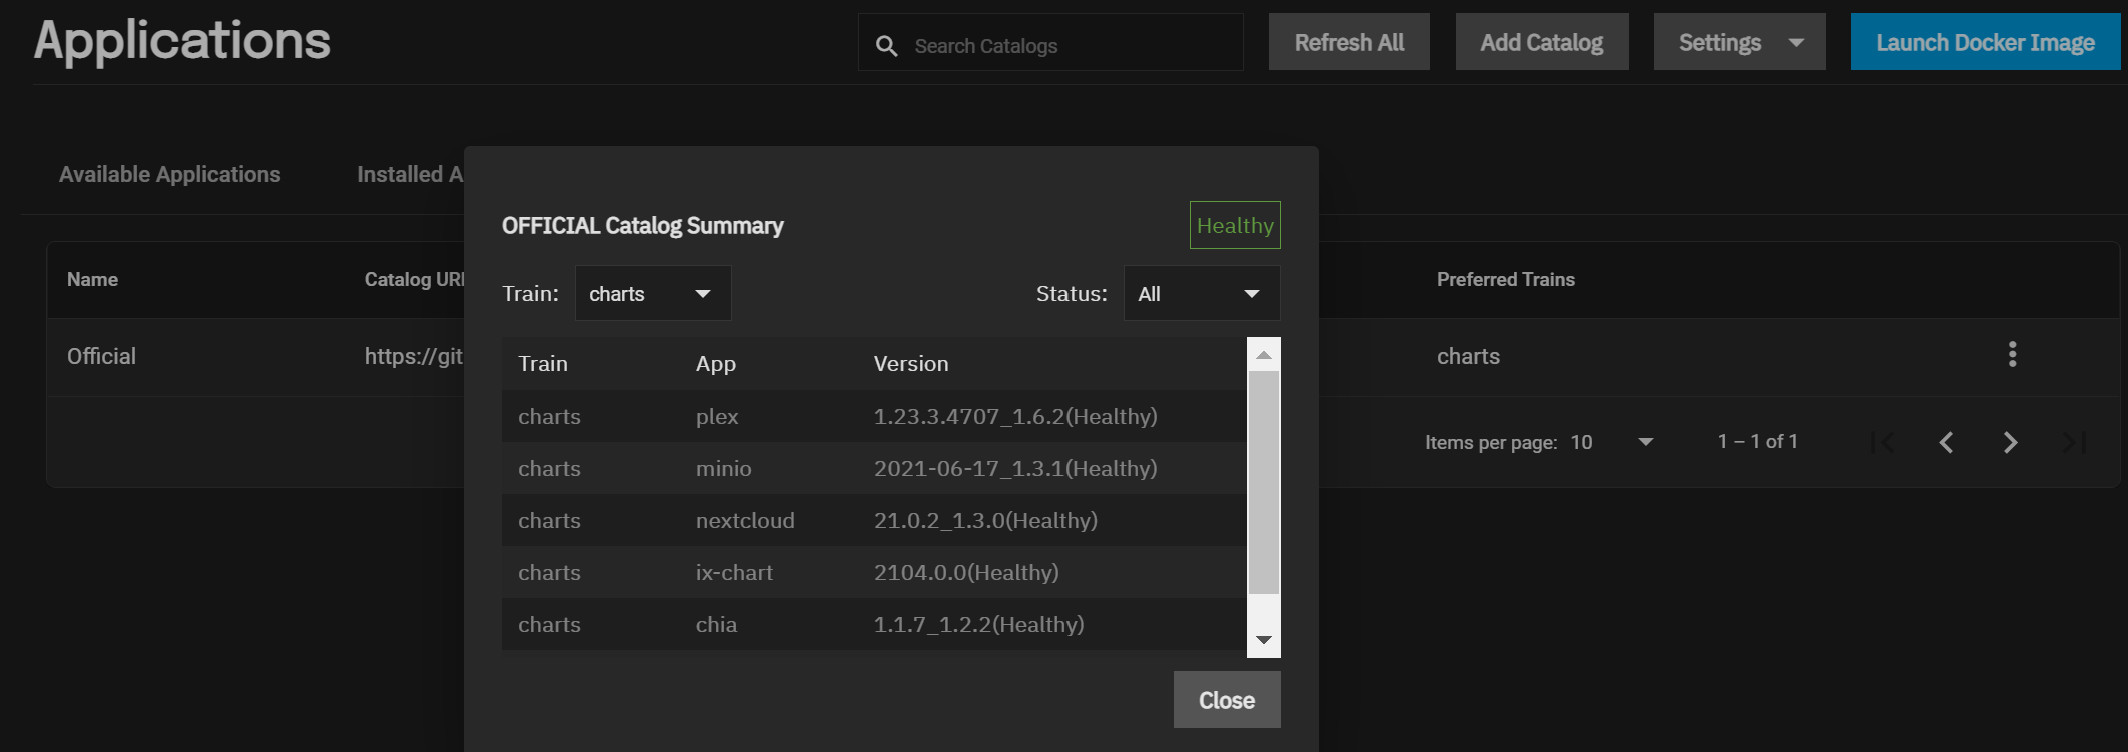 Applications
Search Catalogs
Refresh All
Add Catalog
Settings
Launch Docker Image
Available Applications
Installed A
OFFICIAL Catalog Summary
Healthy
Train: charts
Status: All
Name
Catalog UR
Preferred Trains
Official
https://git
charts
Train App Version
charts plex 1.23.3.4707_1.6.2(Healthy)
charts minio 2021-06-17_1.3.1(Healthy)
charts nextcloud 21.0.2_1.3.0(Healthy)
charts ix-chart 2104.0.0(Healthy)
charts chia 1.1.7_1.2.2(Healthy)
Items per page: 10
1 – 1 of 1
Close